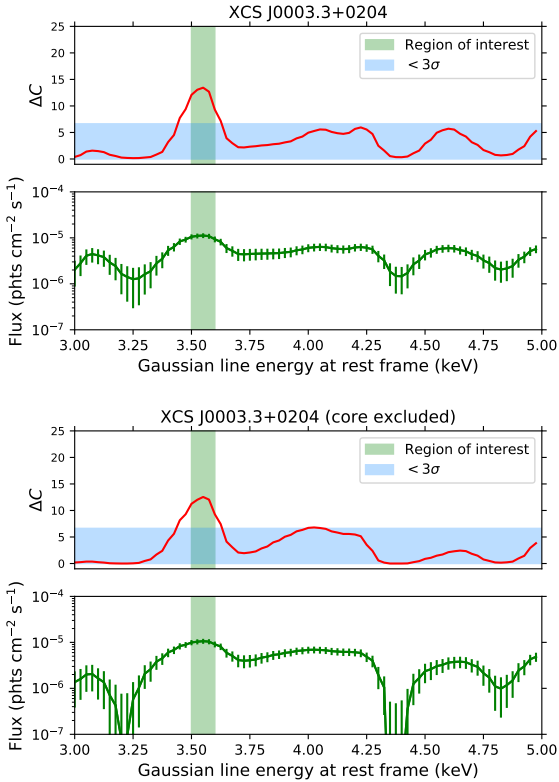 XCS J0003.3+0204
25
20
15
10
5
0
ΔC
Region of interest
< 3σ
10⁻⁴
10⁻⁵
10⁻⁶
10⁻⁷
Flux (phts cm⁻² s⁻¹)
3.00 3.25 3.50 3.75 4.00 4.25 4.50 4.75 5.00
Gaussian line energy at rest frame (keV)
XCS J0003.3+0204 (core excluded)
25
20
15
10
5
0
ΔC
Region of interest
< 3σ
10⁻⁴
10⁻⁵
10⁻⁶
10⁻⁷
Flux (phts cm⁻² s⁻¹)
3.00 3.25 3.50 3.75 4.00 4.25 4.50 4.75 5.00
Gaussian line energy at rest frame (keV)